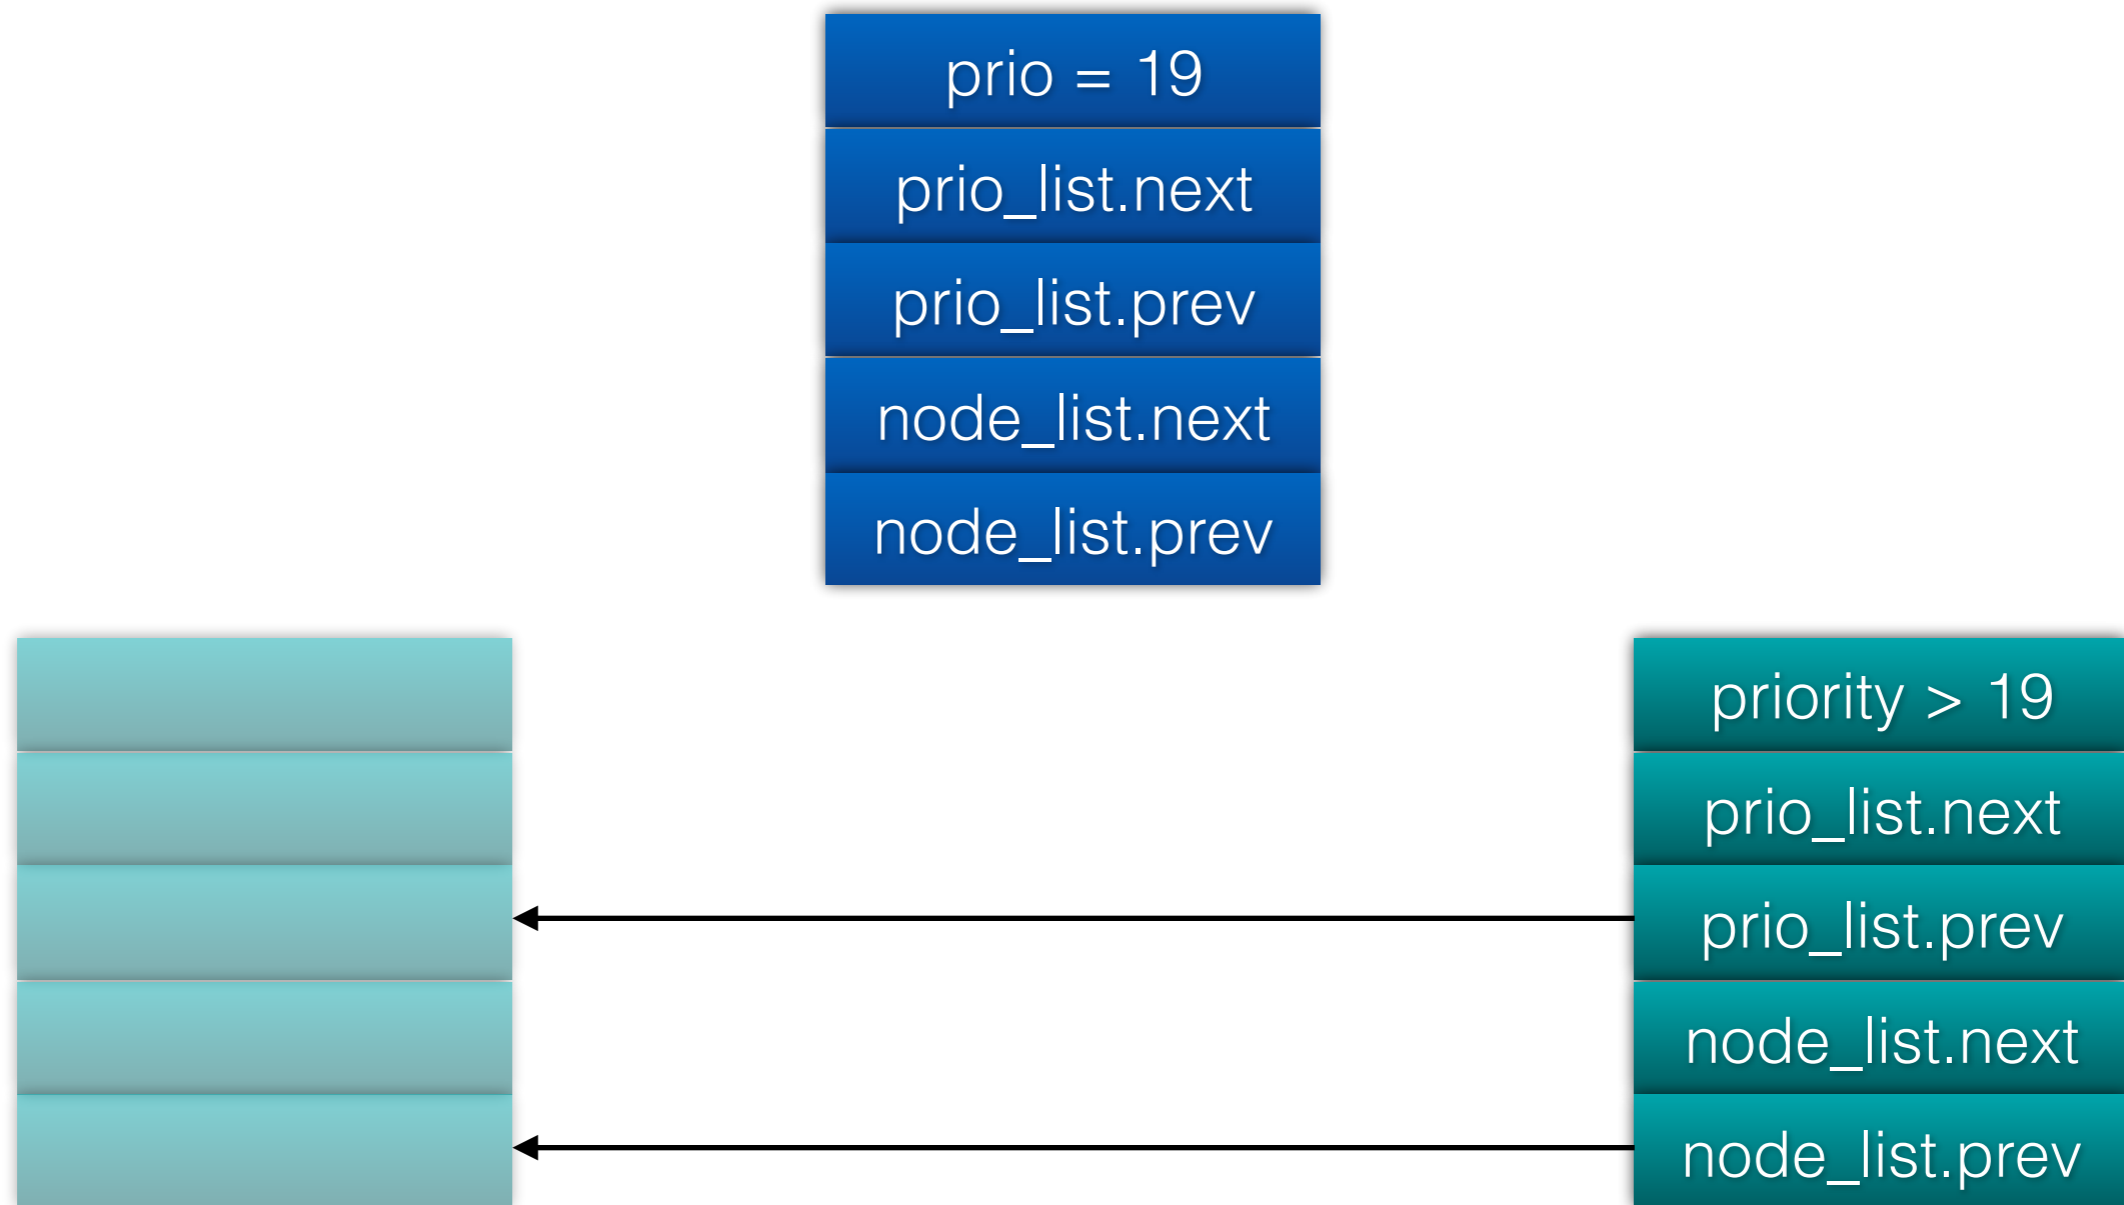 prio = 19
prio_list.next
prio_list.prev
node_list.next
node_list.prev
priority > 19
prio_list.next
prio_list.prev
node_list.next
node_list.prev